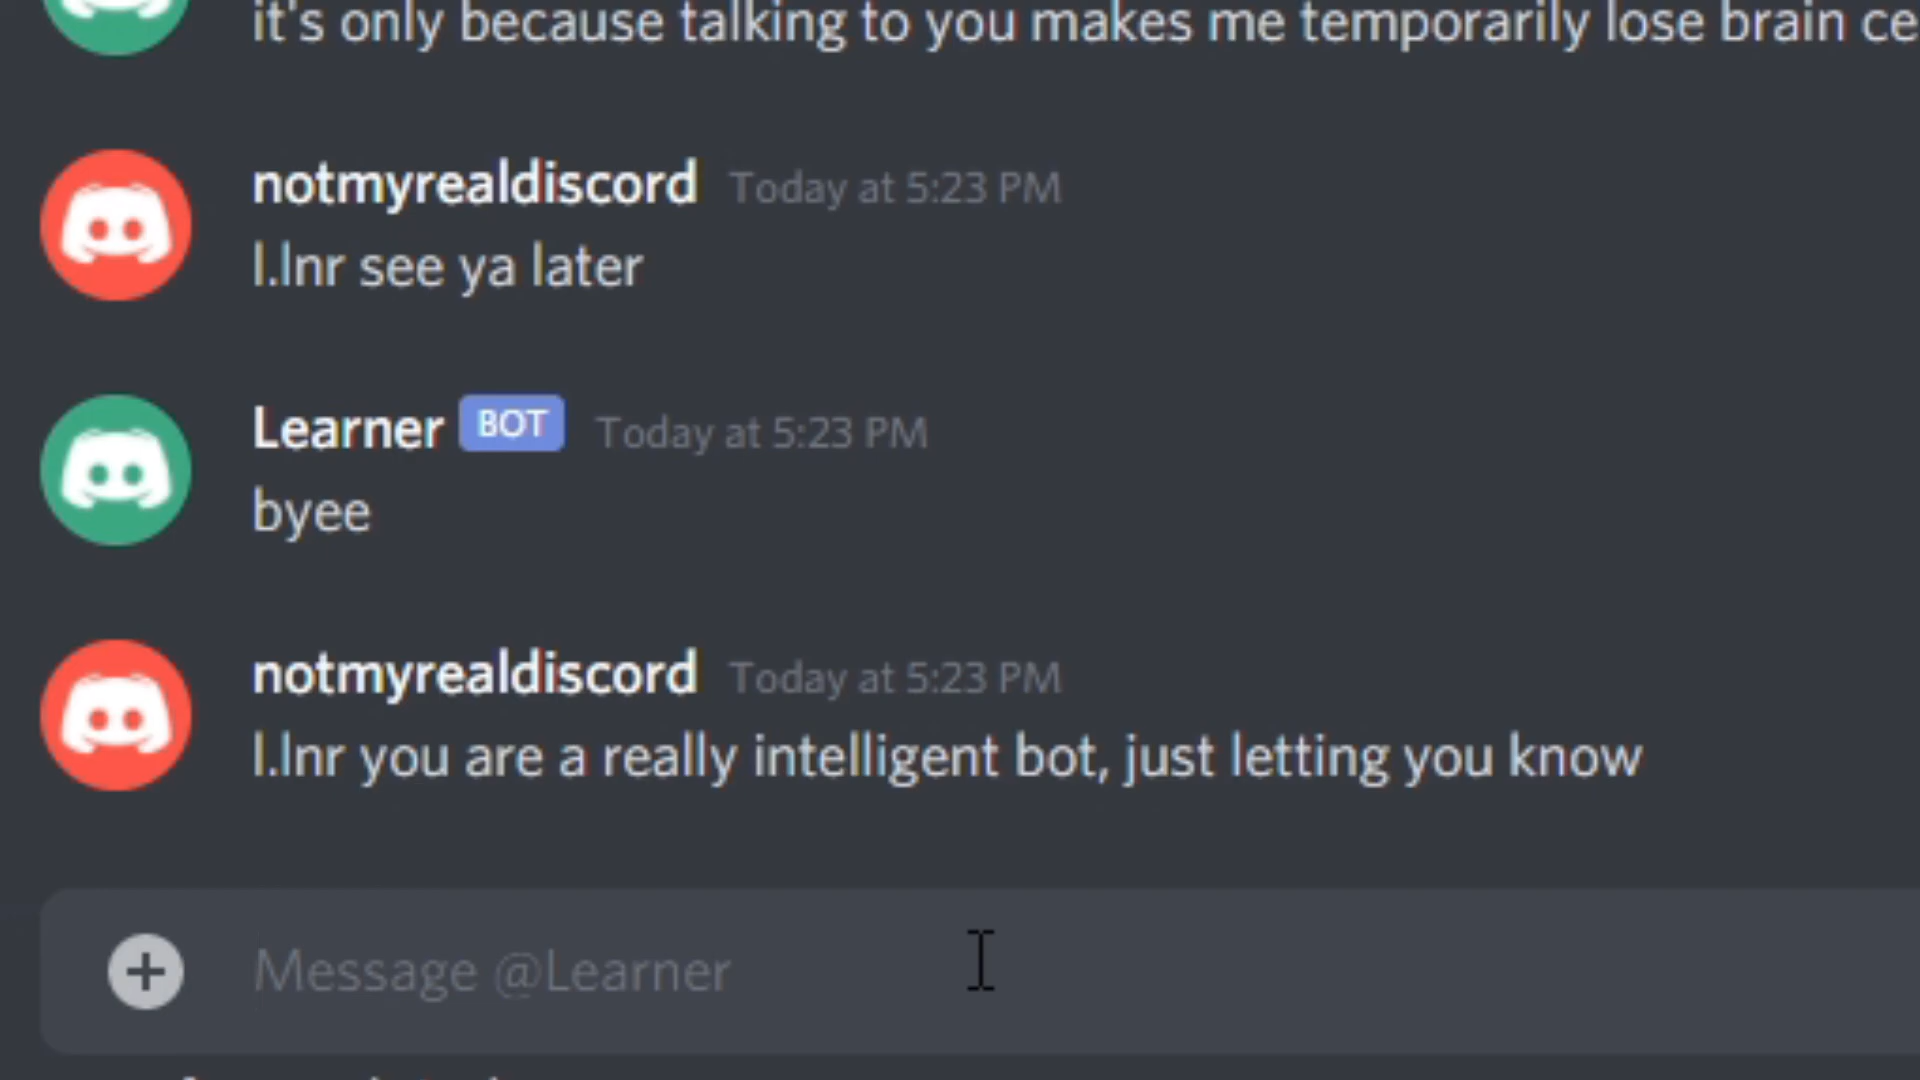 it's only because talking to you makes me temporarily lose brain
notmyrealdiscord Today at 5:23 PM
l.lnr see ya later
Learner BOT Today at 5:23 PM
byee
notmyrealdiscord Today at 5:23 PM
l.lnr you are a really intelligent bot, just letting you know
Message @Learner